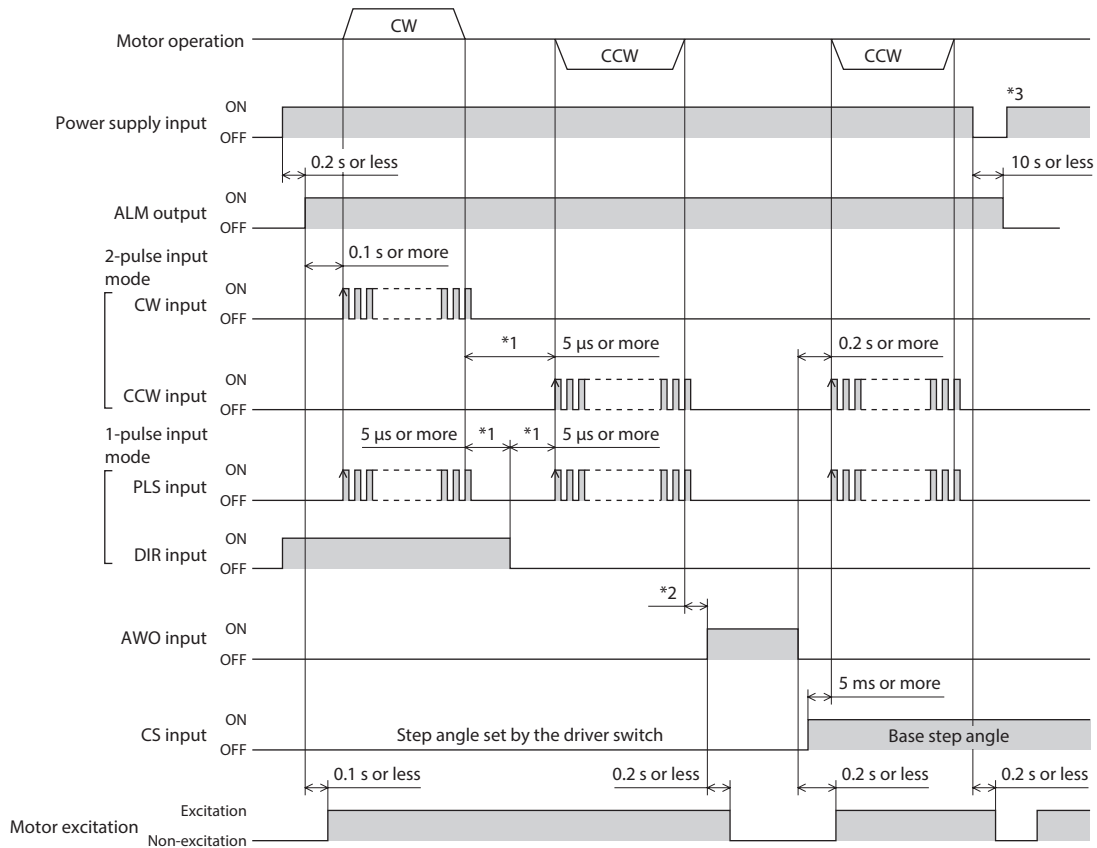 Motor operation
CW
CCW
CCW
Power supply input
ON
OFF
*3
0.2 s or less
10 s or less
ALM output
ON
OFF
2-pulse input
mode
0.1 s or more
CW input
ON
OFF
*1
5 µs or more
0.2 s or more
CCW input
ON
OFF
1-pulse input
mode
5 µs or more
*1
*1
5 µs or more
PLS input
ON
OFF
DIR input
ON
OFF
*2
AWO input
ON
OFF
5 ms or more
CS input
ON
OFF
Step angle set by the driver switch
Base step angle
0.1 s or less
0.2 s or less
0.2 s or less
0.2 s or less
Motor excitation
Excitation
Non-excitation